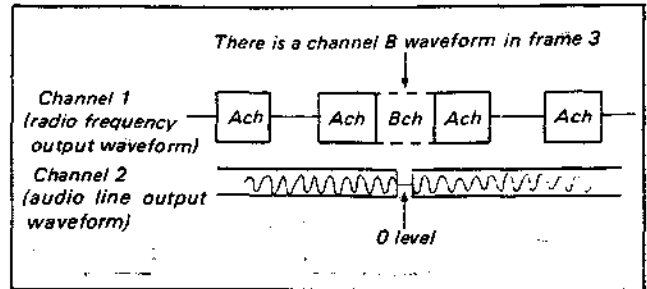 There is a channel B waveform in frame 3
Channel 1
(radio frequency
output waveform)
Ach
Ach
Bch
Ach
Ach
Channel 2
(audio line output
waveform)
0 level